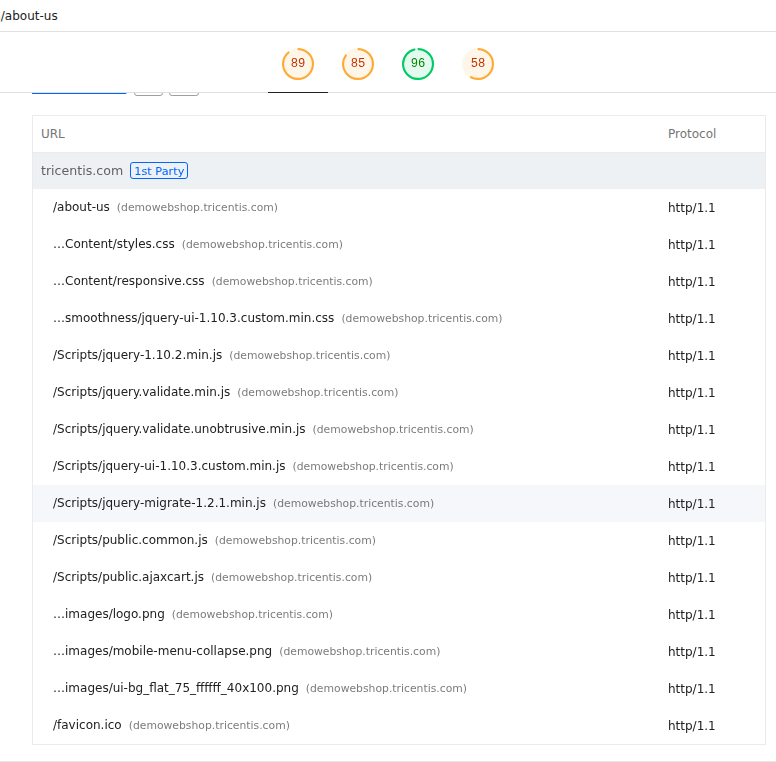 /about-us
89 85 96 58
URL Protocol
tricentis.com 1st Party
/about-us (demowebshop.tricentis.com) http/1.1
…Content/styles.css (demowebshop.tricentis.com) http/1.1
…Content/responsive.css (demowebshop.tricentis.com) http/1.1
…smoothness/jquery-ui-1.10.3.custom.min.css (demowebshop.tricentis.com) http/1.1
/Scripts/jquery-1.10.2.min.js (demowebshop.tricentis.com) http/1.1
/Scripts/jquery.validate.min.js (demowebshop.tricentis.com) http/1.1
/Scripts/jquery.validate.unobtrusive.min.js (demowebshop.tricentis.com) http/1.1
/Scripts/jquery-ui-1.10.3.custom.min.js (demowebshop.tricentis.com) http/1.1
/Scripts/jquery-migrate-1.2.1.min.js (demowebshop.tricentis.com) http/1.1
/Scripts/public.common.js (demowebshop.tricentis.com) http/1.1
/Scripts/public.ajaxcart.js (demowebshop.tricentis.com) http/1.1
…images/logo.png (demowebshop.tricentis.com) http/1.1
…images/mobile-menu-collapse.png (demowebshop.tricentis.com) http/1.1
…images/ui-bg_flat_75_ffffff_40x100.png (demowebshop.tricentis.com) http/1.1
/favicon.ico (demowebshop.tricentis.com) http/1.1